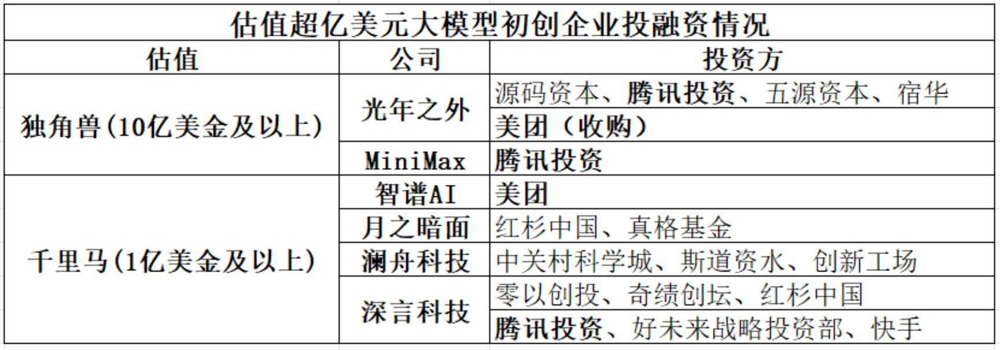 估值超亿美元大模型初创企业投融资情况
估值 公司 投资方
独角兽(10亿美金及以上) 光年之外 源码资本、腾讯投资、五源资本、宿华
美团（收购）
MiniMax 腾讯投资
千里马(1亿美金及以上) 智谱AI 美团
月之暗面 红杉中国、真格基金
澜舟科技 中关村科学城、斯道资水、创新工场
深言科技 零以创投、奇绩创坛、红杉中国
腾讯投资、好未来战略投资部、快手